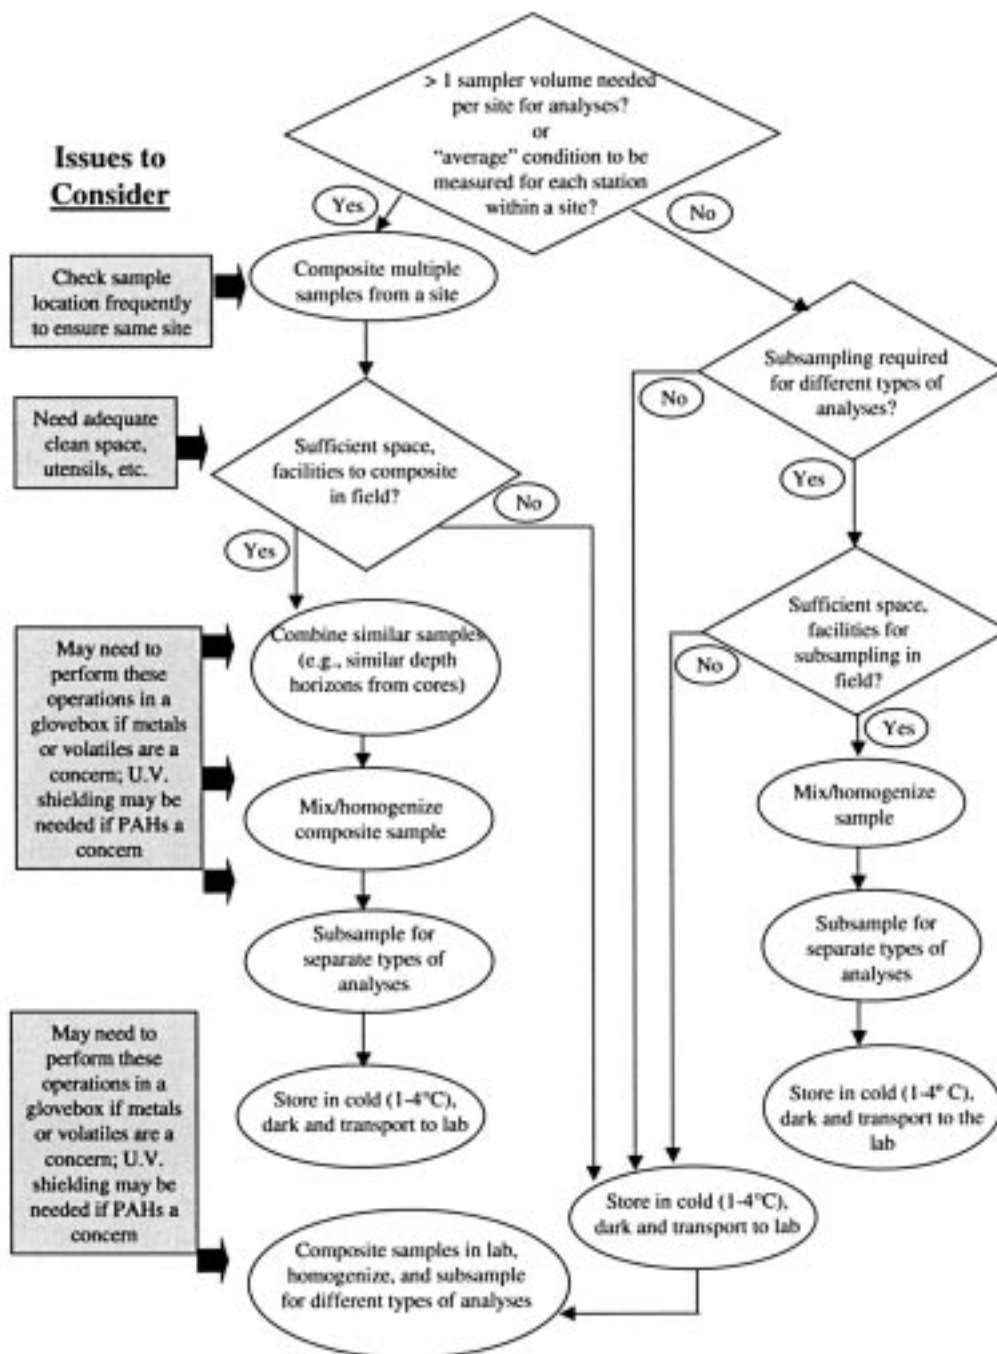 > 1 sampler volume needed
per site for analyses?
or
“average” condition to be
measured for each station
within a site?
Issues to
Consider
Yes
No
Check sample
location frequently
to ensure same site
Composite multiple
samples from a site
Subsampling required
for different types of
analyses?
No
Yes
Need adequate
clean space,
utensils, etc.
Sufficient space,
facilities to composite
in field?
No
Yes
Sufficient space,
facilities for
subsampling in
field?
No
Yes
May need to
perform these
operations in a
glovebox if metals
or volatiles are a
concern; U.V.
shielding may be
needed if PAHs a
concern
Combine similar samples
(e.g., similar depth
horizons from cores)
Mix/homogenize
composite sample
Mix/homogenize
sample
Subsample for
separate types of
analyses
Subsample for
separate types of
analyses
May need to
perform these
operations in a
glovebox if metals
or volatiles are a
concern; U.V.
shielding may be
needed if PAHs a
concern
Store in cold (1-4°C),
dark and transport to lab
Store in cold (1-4° C),
dark and transport to the
lab
Store in cold (1-4°C),
dark and transport to lab
Composite samples in lab,
homogenize, and subsample
for different types of
analyses